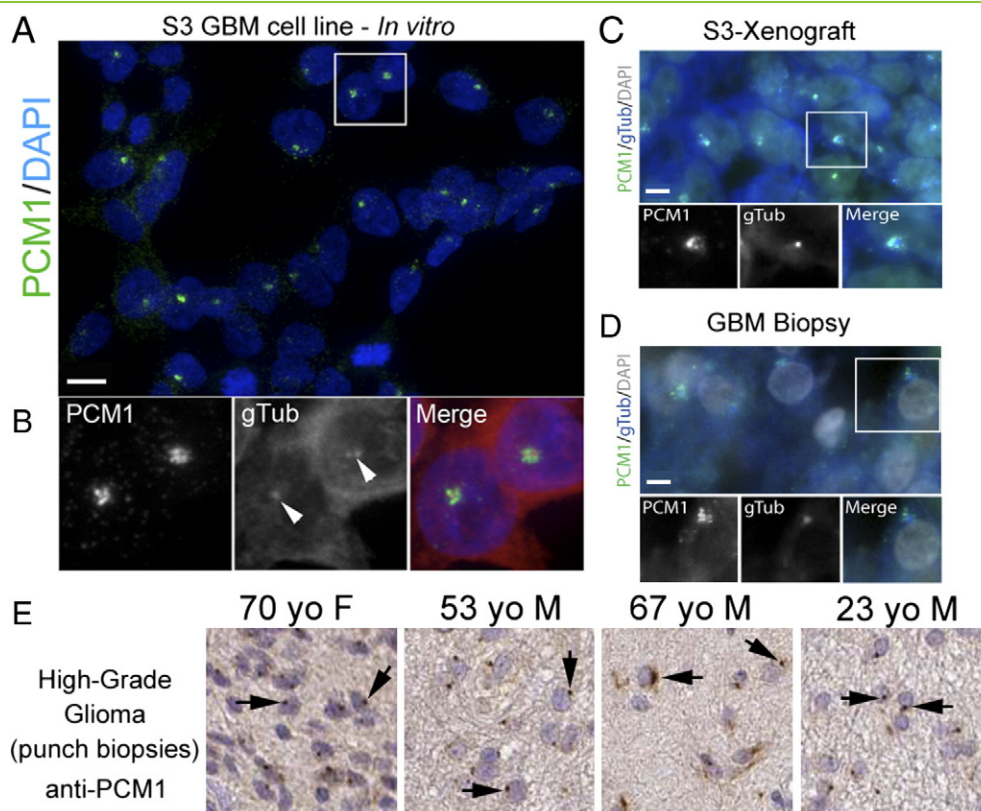 A
S3 GBM cell line - In vitro
PCM1/DAPI
B
PCM1
gTub
Merge
C
S3-Xenograft
PCM1/gTub/DAPI
PCM1
gTub
Merge
D
GBM Biopsy
PCM1/gTub/DAPI
PCM1
gTub
Merge
E
70 yo F
53 yo M
67 yo M
23 yo M
High-Grade
Glioma
(punch biopsies)
anti-PCM1